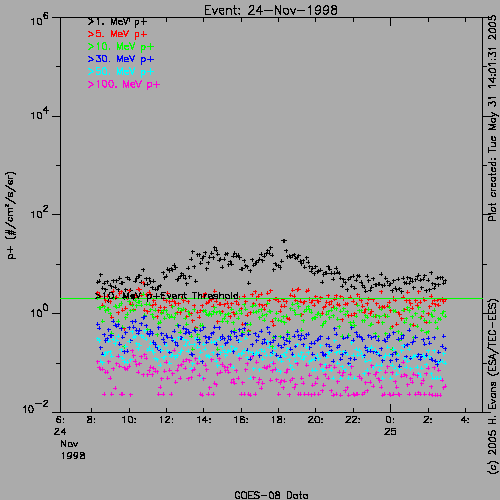 Event: 24-Nov-1998
10^6
>1. MeV p+
>5. MeV p+
>10. MeV p+
>30. MeV p+
>50. MeV p+
>100. MeV p+
10^4
10^2
10^0
10^-2
p+ (#/cm²/s/sr)
>10. MeV p+Event Threshold
6: 8: 10: 12: 14: 16: 18: 20: 22: 0: 2: 4:
24 25
Nov
1998
GOES-08 Data
Plot created: Tue May 31 14:01:31 2005
(c) 2005 H. Evans (ESA/TEC-EES)